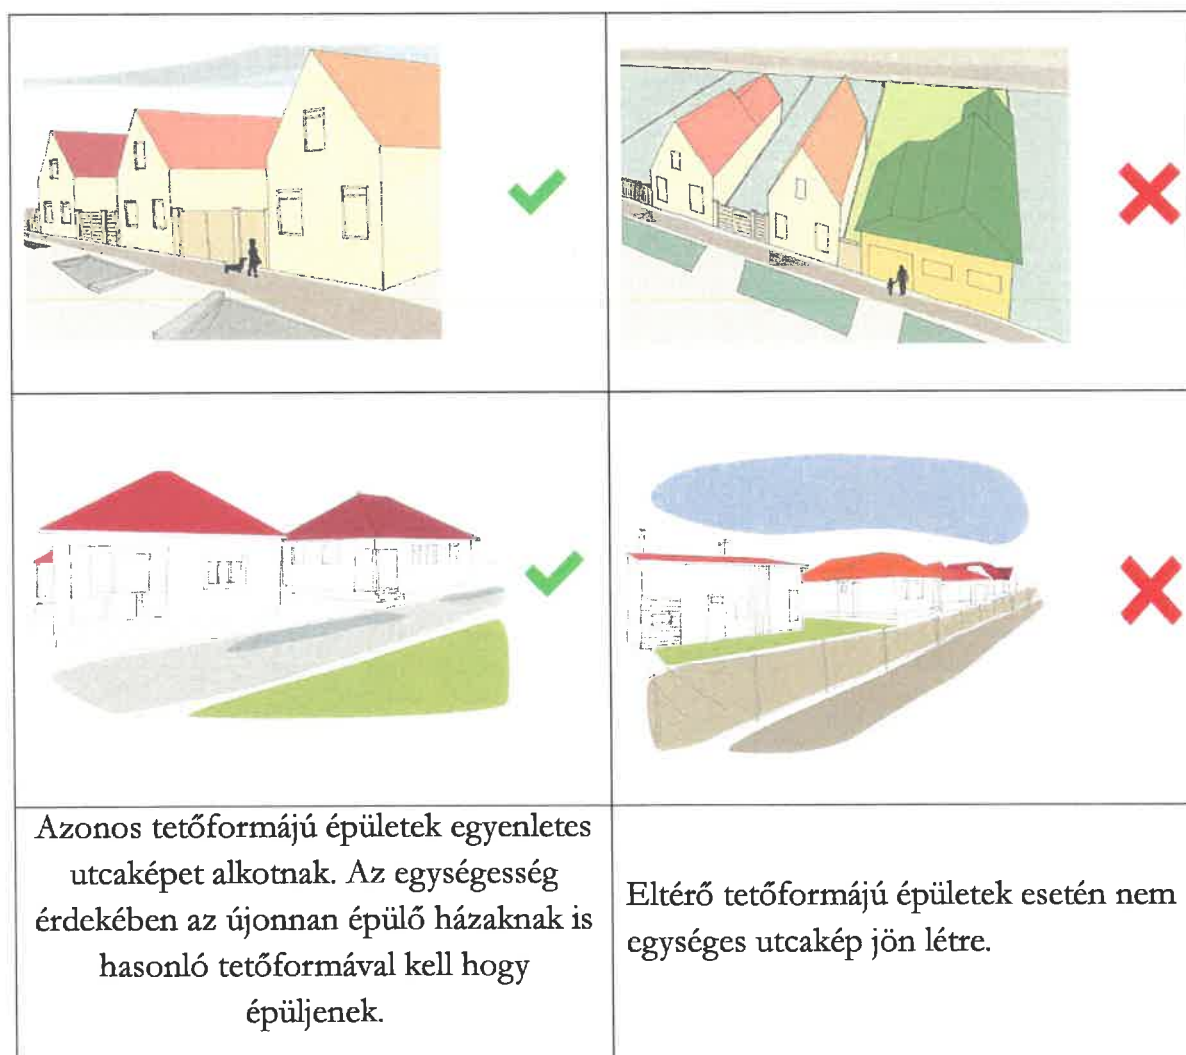 Azonos tetőformájú épületek egyenletes
utcaképet alkotnak. Az egységesség
érdekében az újonnan épülő házaknak is
hasonló tetőformával kell hogy
épüljenek.
Eltérő tetőformájú épületek esetén nem
egységes utcakép jön létre.